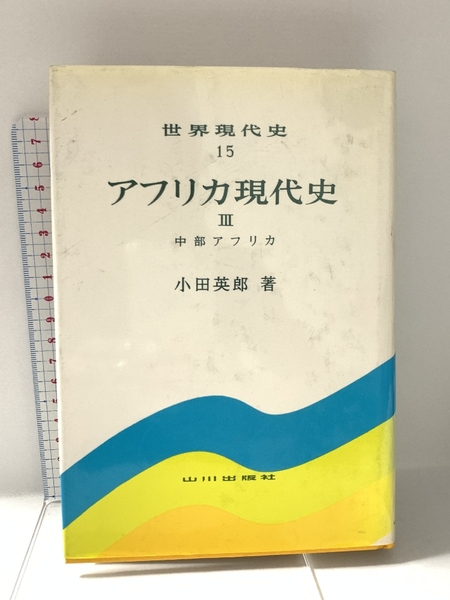 世界現代史
15
アフリカ現代史
III
中部アフリカ
小田英郎 著
山川出版社